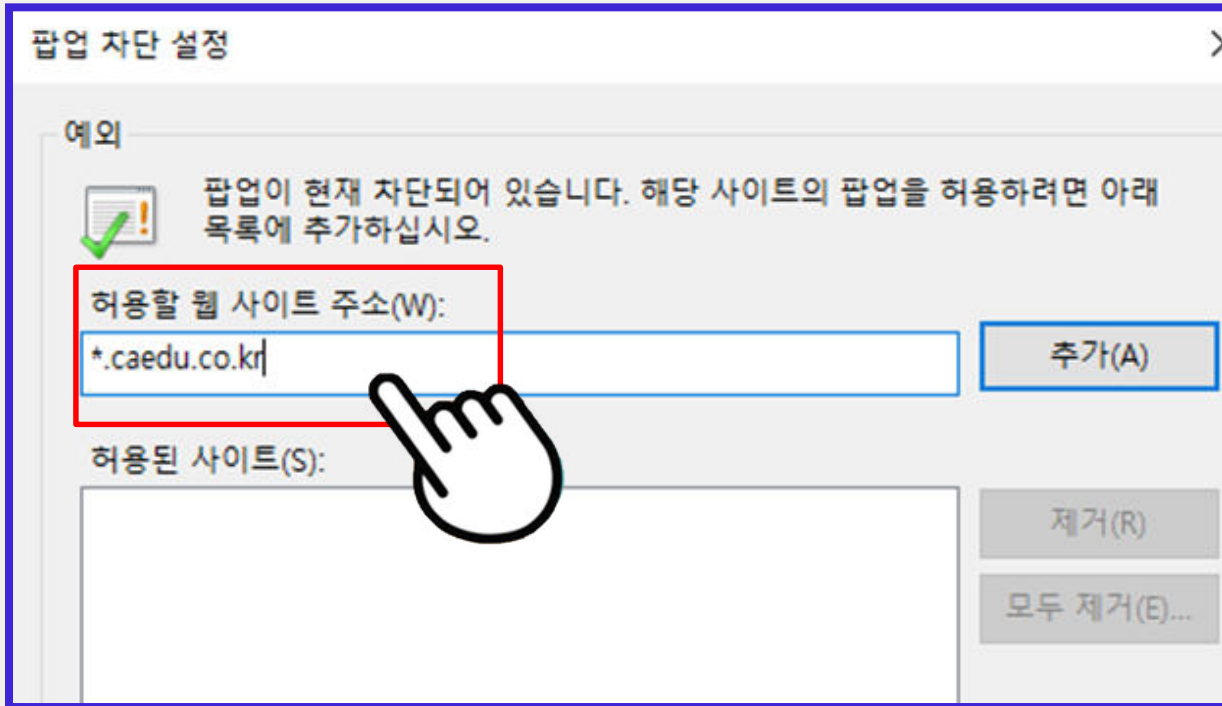 팝업 차단 설정
예외
팝업이 현재 차단되어 있습니다. 해당 사이트의 팝업을 허용하려면 아래
목록에 추가하십시오.
허용할 웹 사이트 주소(W):
*.caedu.co.kr
추가(A)
허용된 사이트(S):
제거(R)
모두 제거(E)...